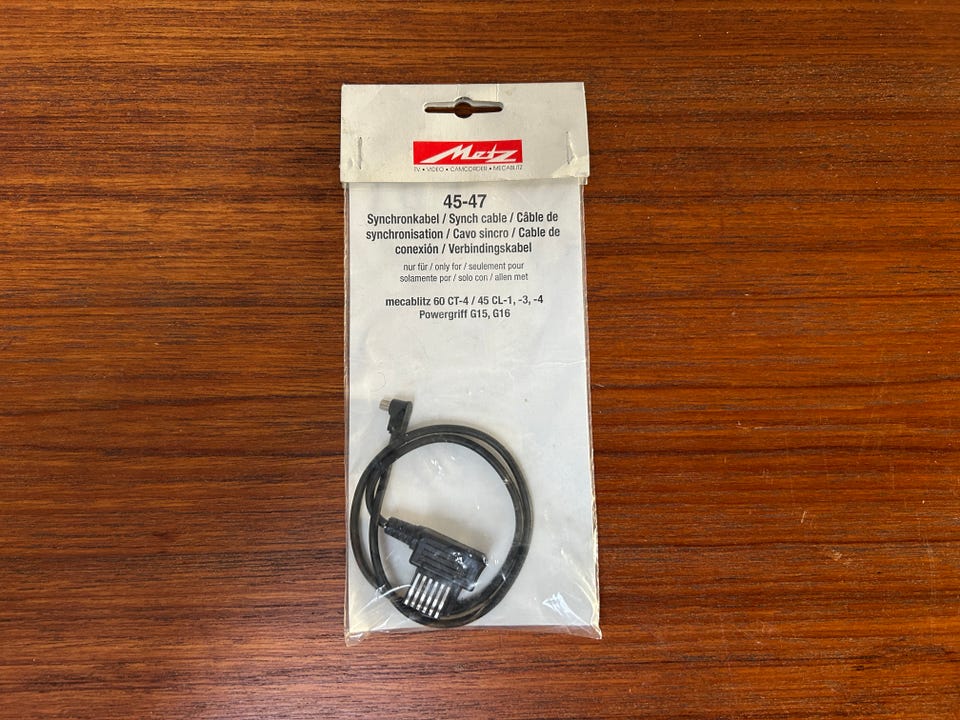 Metz
TV • VIDEO • CAMCORDER • MECABLITZ
45-47
Synchronkabel / Synch cable / Câble de
synchronisation / Cavo sincro / Cable de
conexión / Verbindingskabel
nur für / only for / seulement pour
solamente por / solo con / allen met
mecablitz 60 CT-4 / 45 CL-1, -3, -4
Powergriff G15, G16